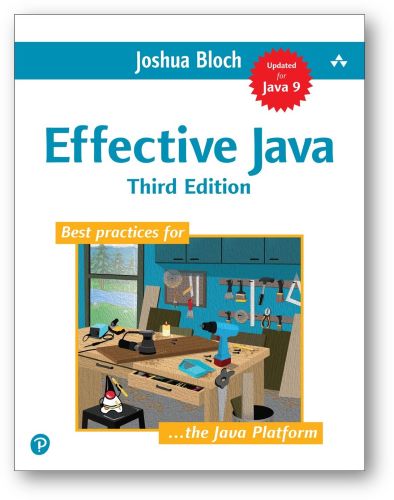 Joshua Bloch
Updated
for
Java 9
Effective Java
Third Edition
Best practices for
...the Java Platform
P